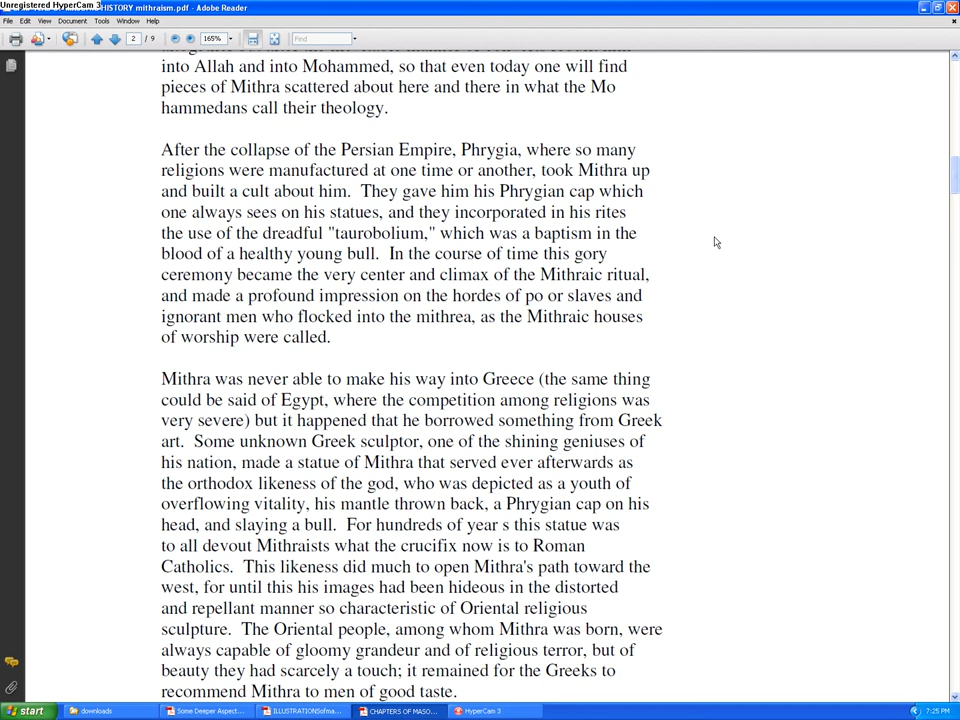 Unregistered HyperCam 3
HISTORY mithraism.pdf - Adobe Reader
File Edit View Document Tools Window Help
2 / 9 165% Find
into Allah and into Mohammed, so that even today one will find
pieces of Mithra scattered about here and there in what the Mo
hammedans call their theology.
After the collapse of the Persian Empire, Phrygia, where so many
religions were manufactured at one time or another, took Mithra up
and built a cult about him. They gave him his Phrygian cap which
one always sees on his statues, and they incorporated in his rites
the use of the dreadful "taurobolium," which was a baptism in the
blood of a healthy young bull. In the course of time this gory
ceremony became the very center and climax of the Mithraic ritual,
and made a profound impression on the hordes of po or slaves and
ignorant men who flocked into the mithrea, as the Mithraic houses
of worship were called.
Mithra was never able to make his way into Greece (the same thing
could be said of Egypt, where the competition among religions was
very severe) but it happened that he borrowed something from Greek
art. Some unknown Greek sculptor, one of the shining geniuses of
his nation, made a statue of Mithra that served ever afterwards as
the orthodox likeness of the god, who was depicted as a youth of
overflowing vitality, his mantle thrown back, a Phrygian cap on his
head, and slaying a bull. For hundreds of year s this statue was
to all devout Mithraists what the crucifix now is to Roman
Catholics. This likeness did much to open Mithra's path toward the
west, for until this his images had been hideous in the distorted
and repellant manner so characteristic of Oriental religious
sculpture. The Oriental people, among whom Mithra was born, were
always capable of gloomy grandeur and of religious terror, but of
beauty they had scarcely a touch; it remained for the Greeks to
recommend Mithra to men of good taste.
start downloads Some Deeper Aspect... ILLUSTRATIONSofma... CHAPTERS OF MASO... HyperCam 3 7:25 PM